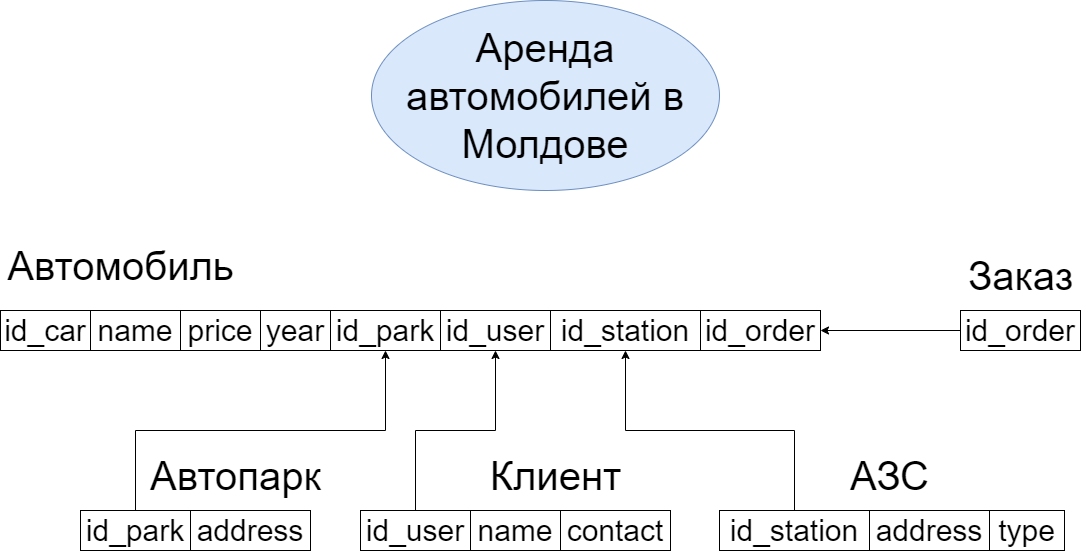 Аренда
автомобилей в
Молдове
Автомобиль
Заказ
id_car name price year id_park id_user id_station id_order
id_order
Автопарк
Клиент
АЗС
id_park address
id_user name contact
id_station address type